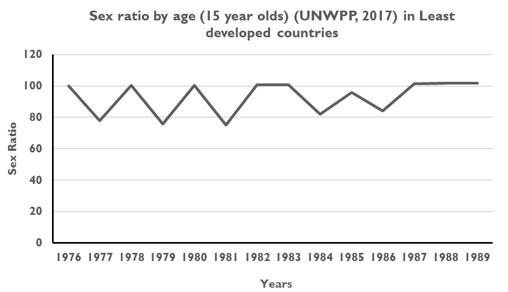 Sex ratio by age (15 year olds) (UNWPP, 2017) in Least
developed countries
120
100
80
60
40
20
0
Sex Ratio
1976 1977 1978 1979 1980 1981 1982 1983 1984 1985 1986 1987 1988 1989
Years